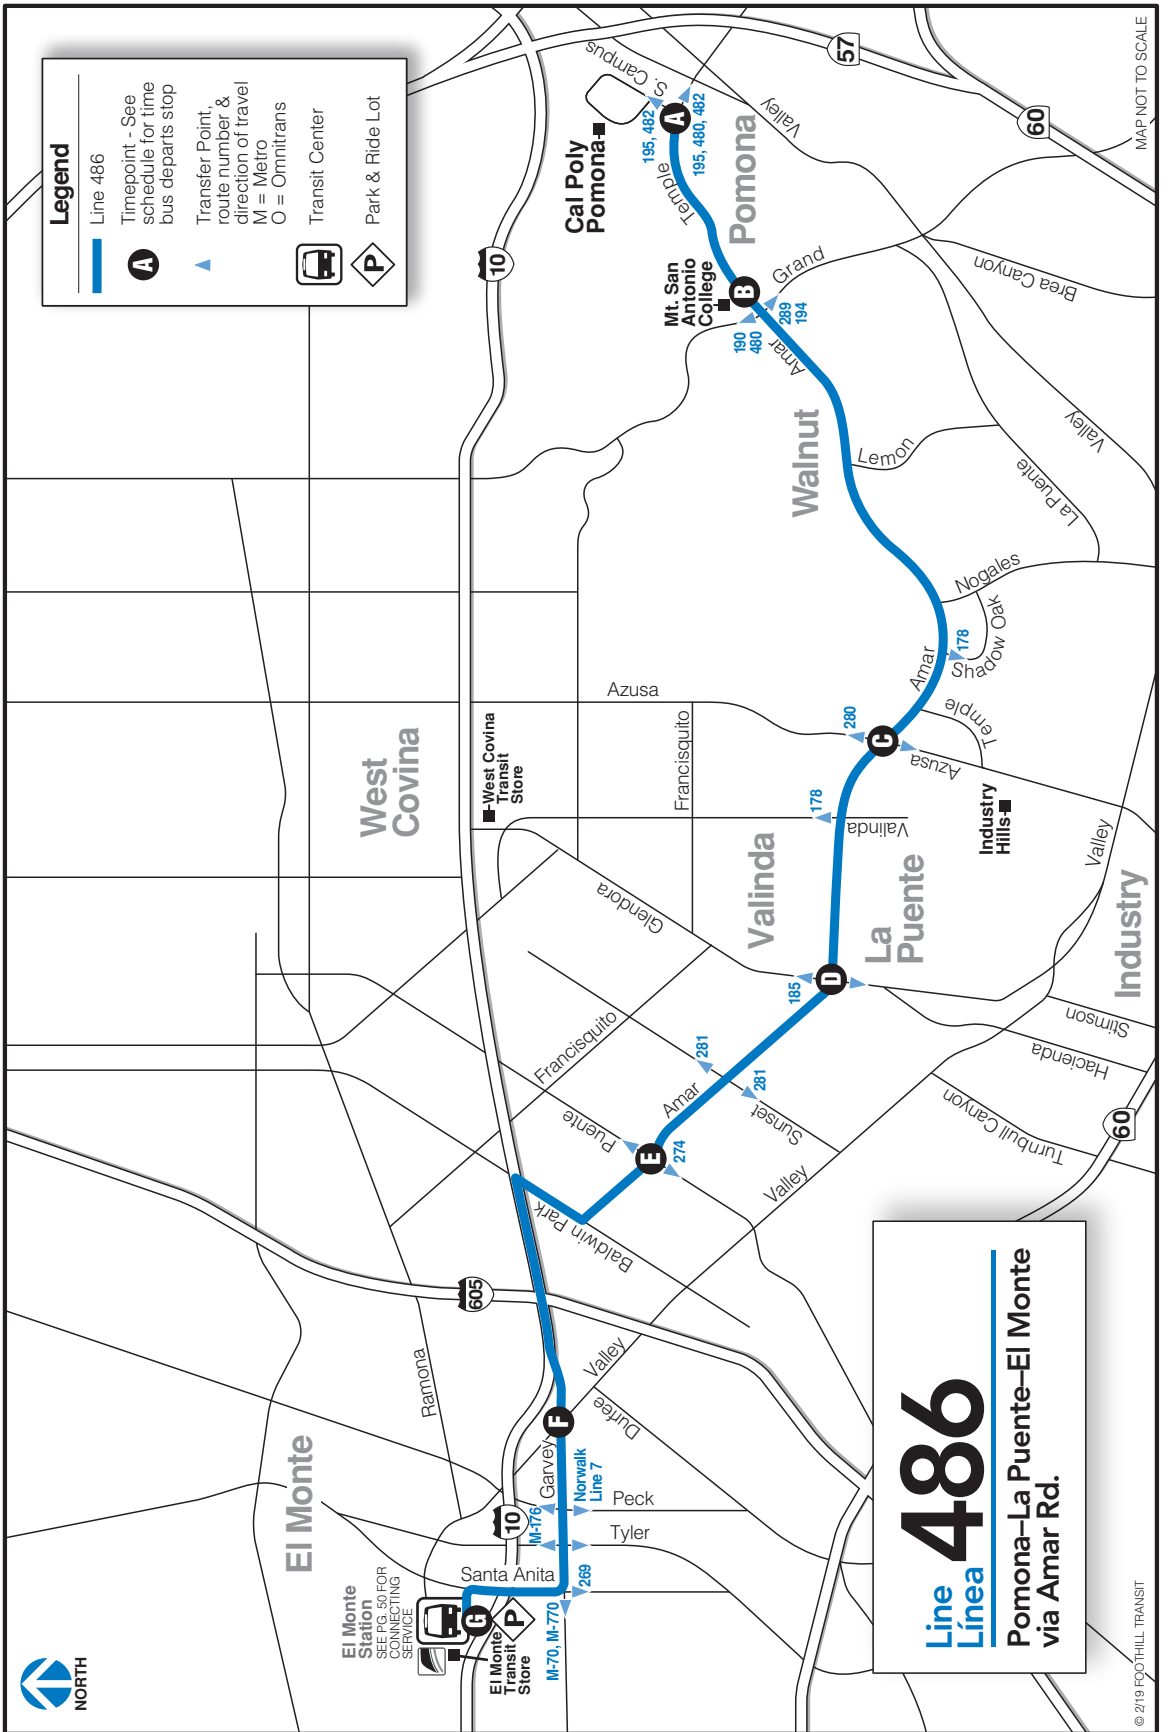 Legend
Line 486
A
Timepoint - See
schedule for time
bus departs stop
Transfer Point,
route number &
direction of travel
M = Metro
O = Omnitrans
Transit Center
P
Park & Ride Lot
NORTH
El Monte
Station
SEE PG. 50 FOR
CONNECTING
SERVICE
G
P
El Monte
Transit
Store
M-70, M-770
269
Santa Anita
Tyler
M-176
Peck
Norwalk
Line 7
10
Garvey
F
El Monte
Ramona
Durfee
Valley
605
Baldwin Park
Puente
Francisquito
E
274
Amar
281
281
Sunset
Valley
Turnbull Canyon
Hacienda
Stimson
60
Industry
185
D
La
Puente
Valinda
Glendora
Francisquito
West
Covina
West Covina
Transit
Store
Azusa
178
Valinda
Industry
Hills
Valley
280
C
Azusa
Temple
Amar
178
Shadow Oak
Nogales
La Puente
Valley
Lemon
Walnut
Amar
190
480
289
194
Grand
B
Mt. San
Antonio
College
10
Brea Canyon
Pomona
Temple
Cal Poly
Pomona
195, 482
A
195, 480, 482
S. Campus
Valley
57
60
MAP NOT TO SCALE
Line
Línea
486
Pomona–La Puente–El Monte
via Amar Rd.
© 2/19 FOOTHILL TRANSIT